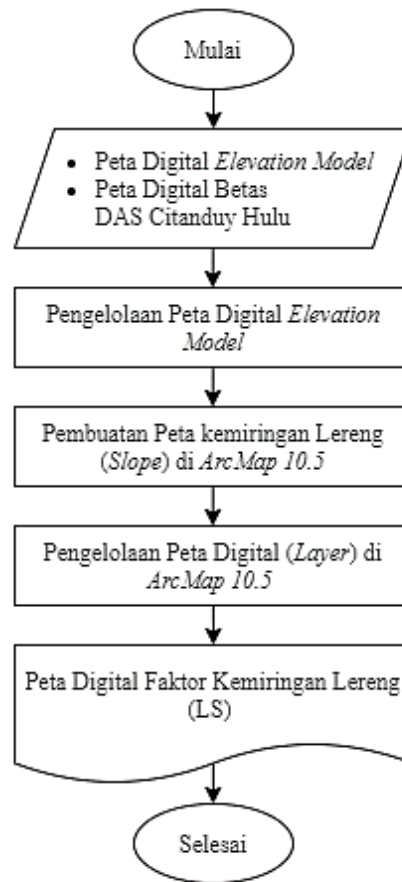 Mulai
• Peta Digital Elevation Model
• Peta Digital Betas
DAS Citanduy Hulu
Pengelolaan Peta Digital Elevation
Model
Pembuatan Peta kemiringan Lereng
(Slope) di ArcMap 10.5
Pengelolaan Peta Digital (Layer) di
ArcMap 10.5
Peta Digital Faktor Kemiringan Lereng
(LS)
Selesai